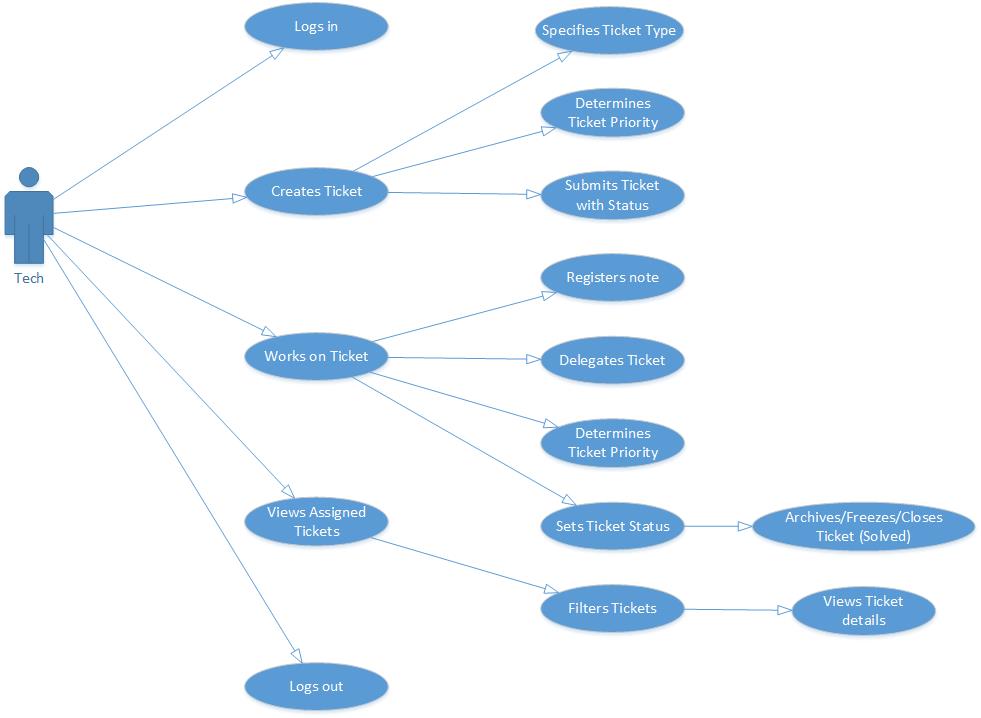 Logs in
Specifies Ticket Type
Determines
Ticket Priority
Creates Ticket
Submits Ticket
with Status
Tech
Registers note
Works on Ticket
Delegates Ticket
Determines
Ticket Priority
Views Assigned
Tickets
Sets Ticket Status
Archives/Freezes/Closes
Ticket (Solved)
Filters Tickets
Views Ticket
details
Logs out